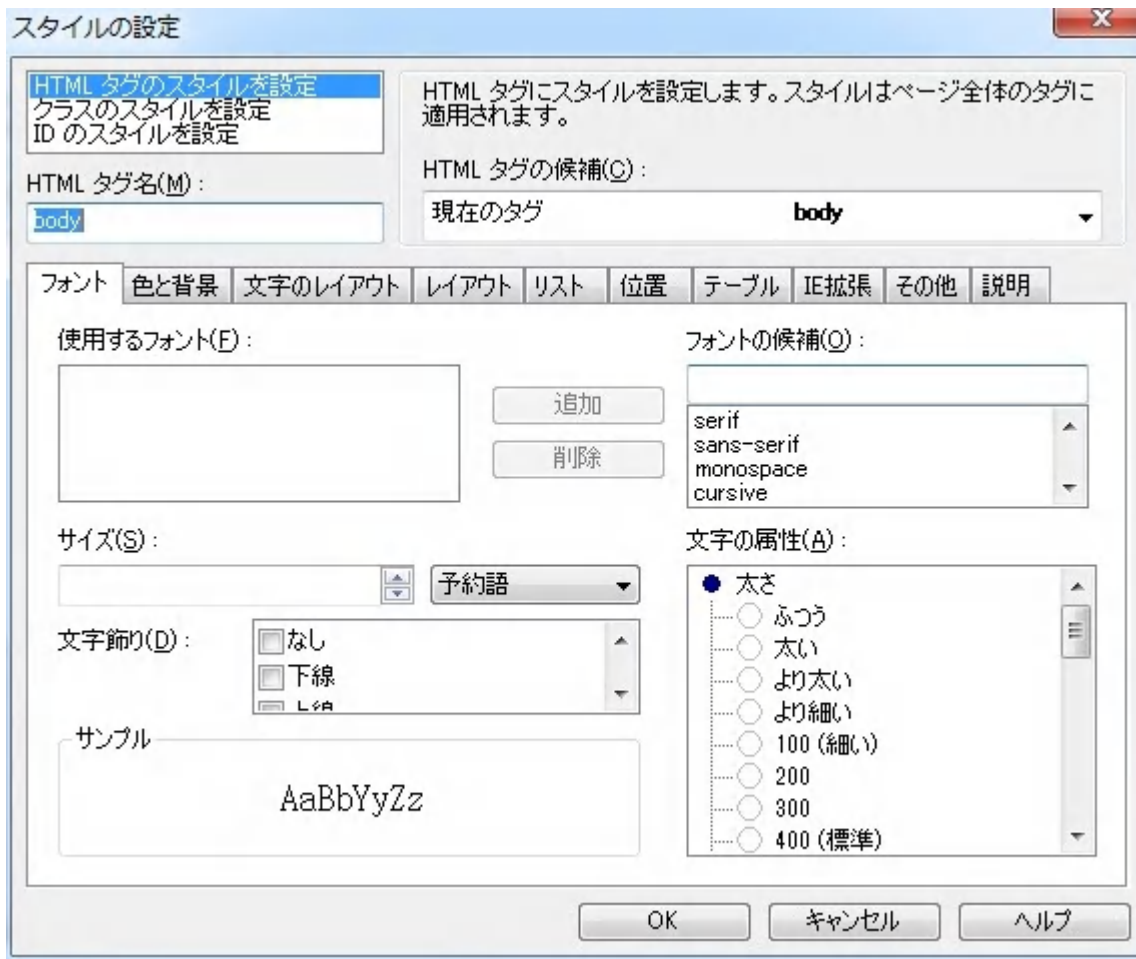 スタイルの設定
HTML タグのスタイルを設定
クラスのスタイルを設定
ID のスタイルを設定
HTML タグ名(M) :
body
HTML タグにスタイルを設定します。スタイルはページ全体のタグに
適用されます。
HTML タグの候補(C) :
現在のタグ body
フォント 色と背景 文字のレイアウト レイアウト リスト 位置 テーブル IE拡張 その他 説明
使用するフォント(F) :
追加
削除
フォントの候補(O) :
serif
sans-serif
monospace
cursive
サイズ(S) :
予約語
文字飾り(D) :
なし
下線
上線
サンプル
AaBbYyZz
文字の属性(A) :
太さ
ふつう
太い
より太い
より細い
100 (細い)
200
300
400 (標準)
OK キャンセル ヘルプ